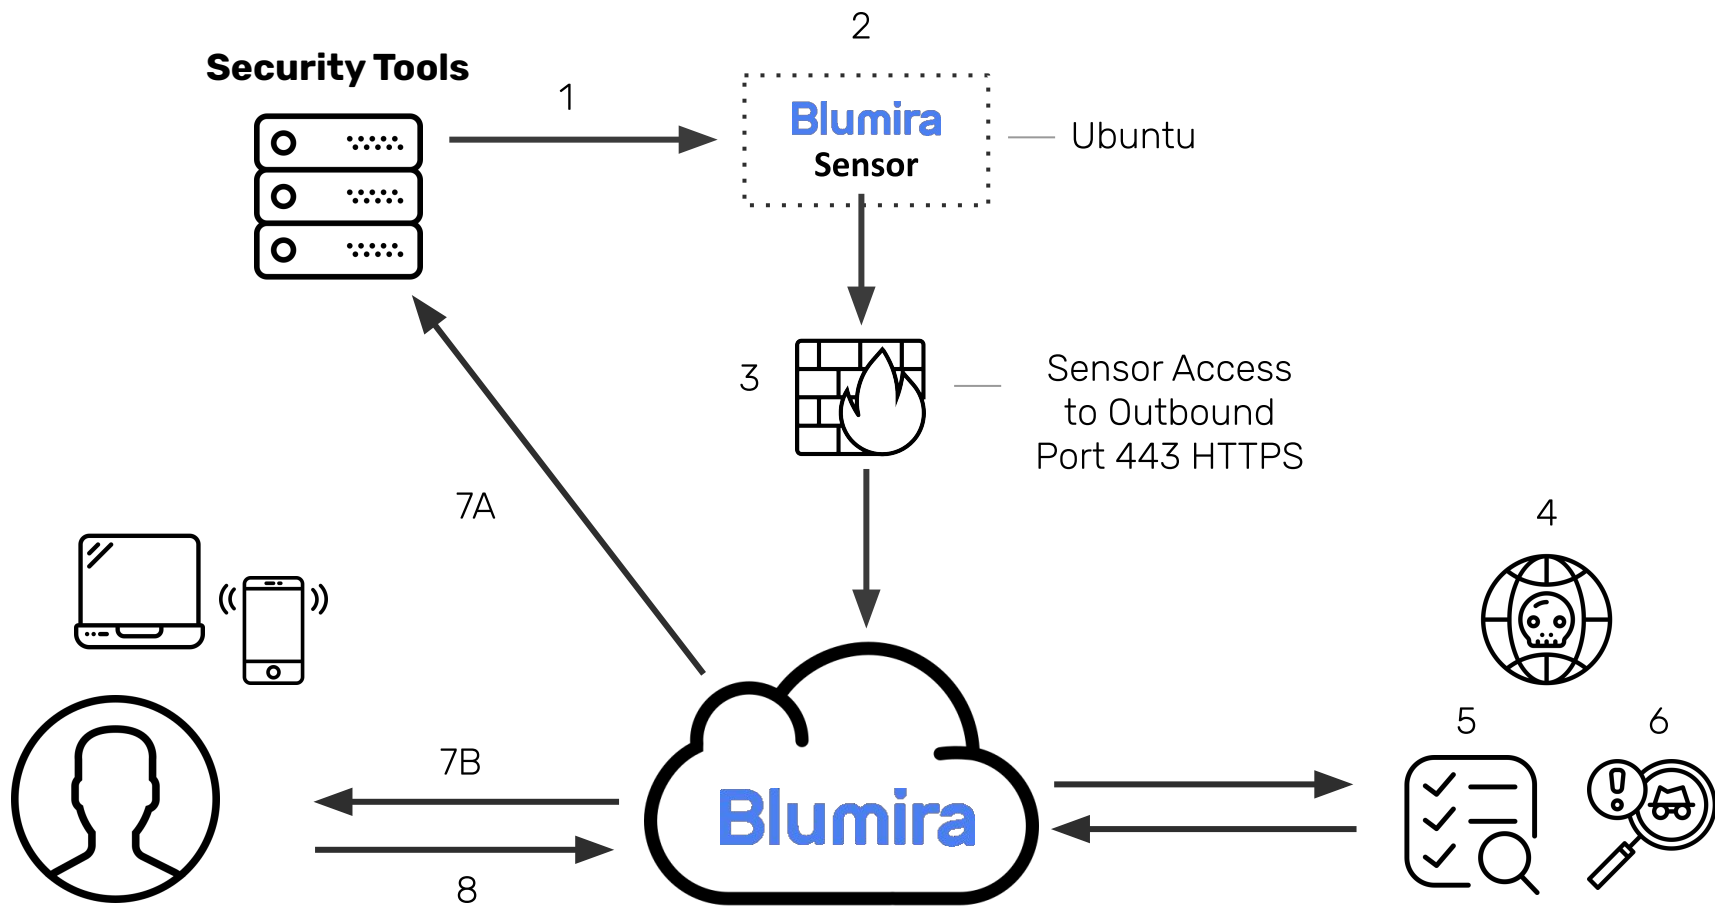 2
Security Tools
1
Blumira
Sensor
Ubuntu
3
Sensor Access
to Outbound
Port 443 HTTPS
7A
4
5
6
7B
Blumira
8